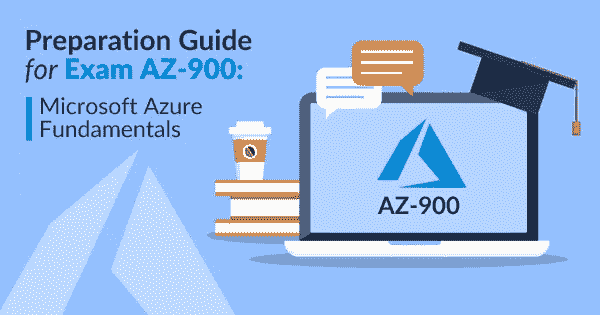 Preparation Guide
for Exam AZ-900:
Microsoft Azure
Fundamentals
AZ-900